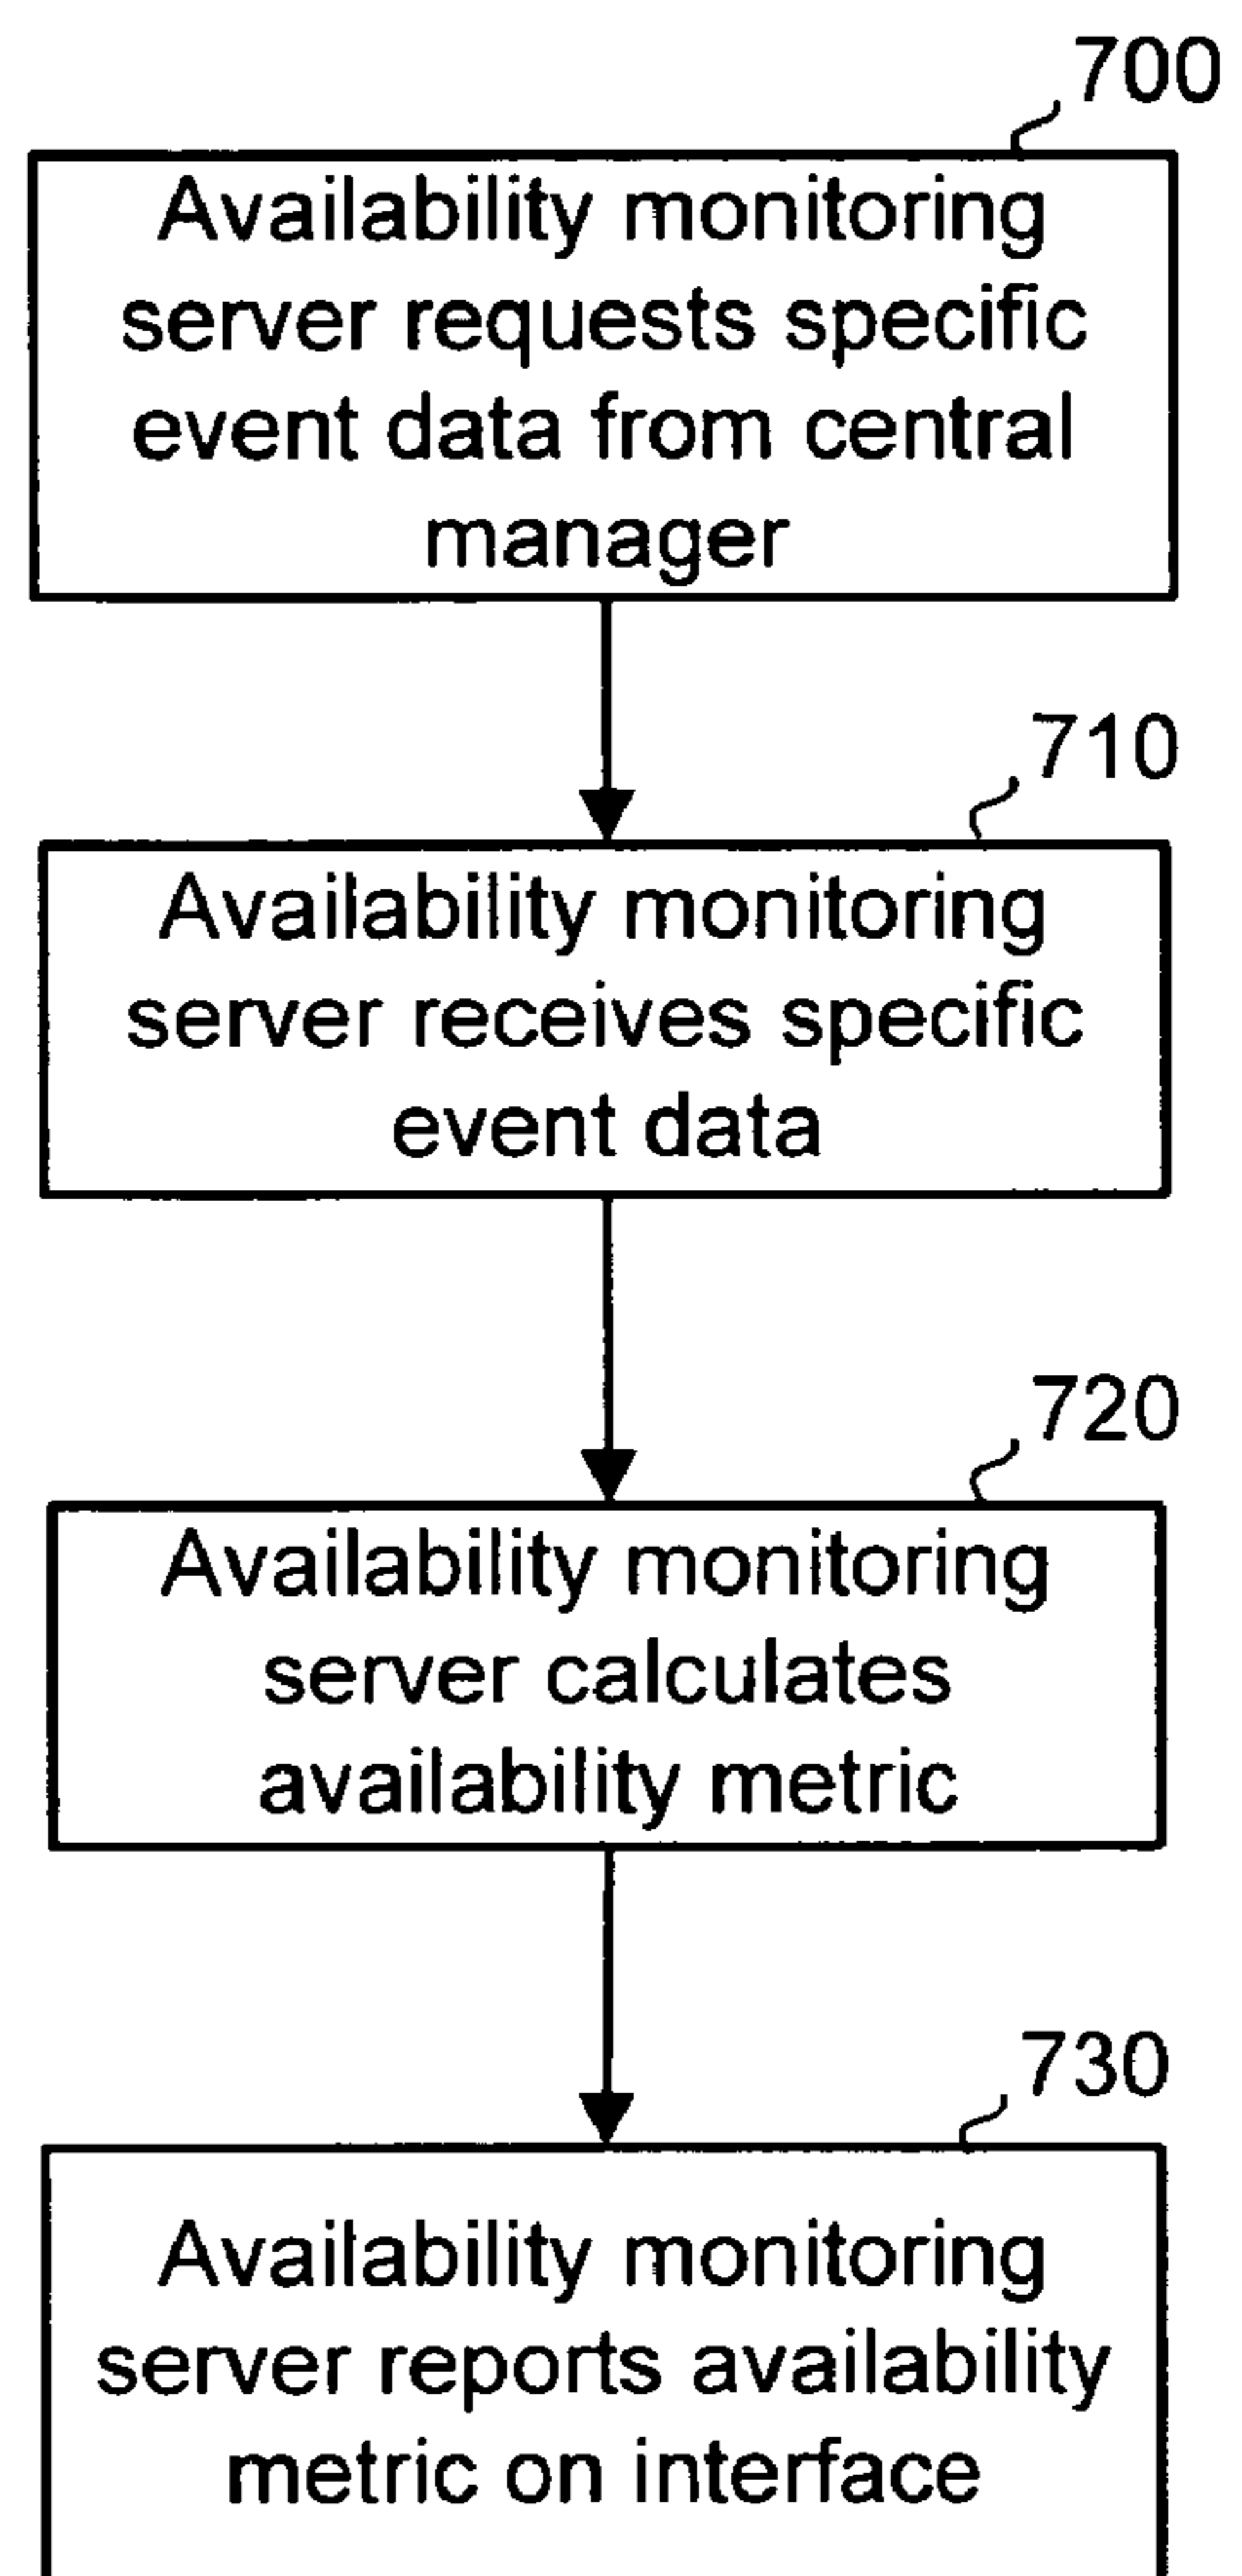 700
Availability monitoring
server requests specific
event data from central
manager
710
Availability monitoring
server receives specific
event data
720
Availability monitoring
server calculates
availability metric
730
Availability monitoring
server reports availability
metric on interface